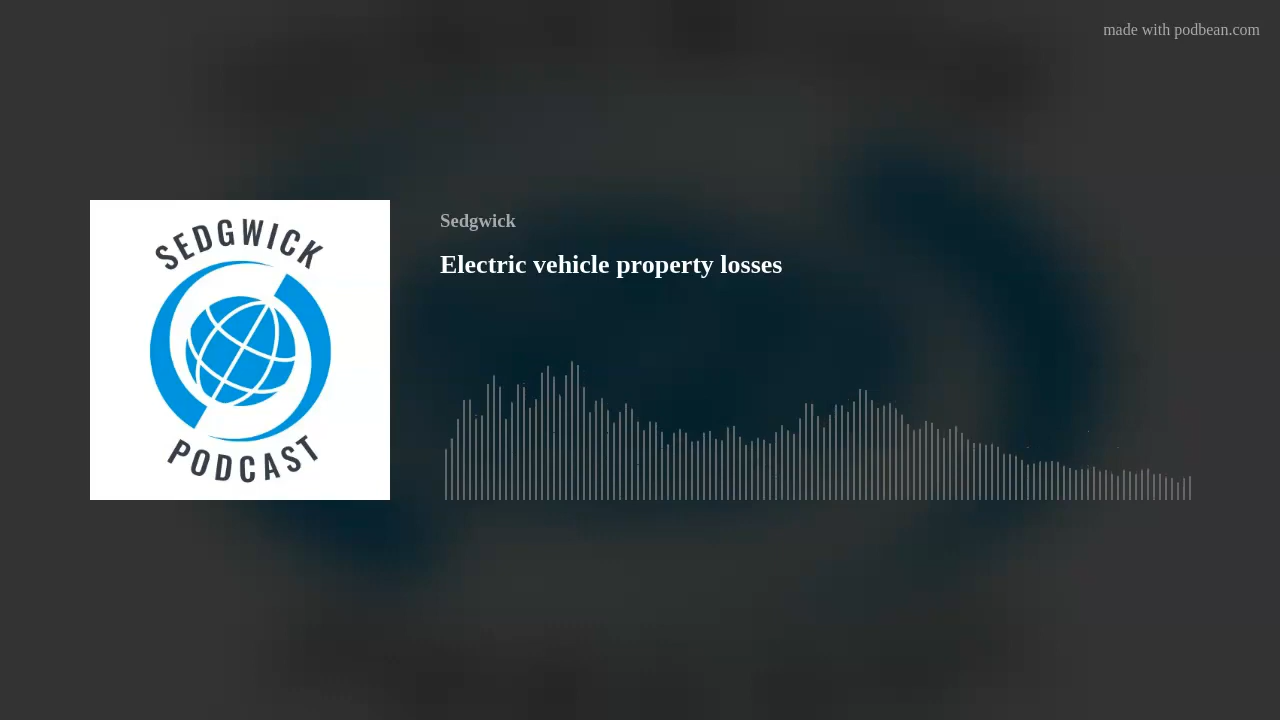 made with podbean.com
SEDGWICK
PODCAST
Sedgwick
Electric vehicle property losses